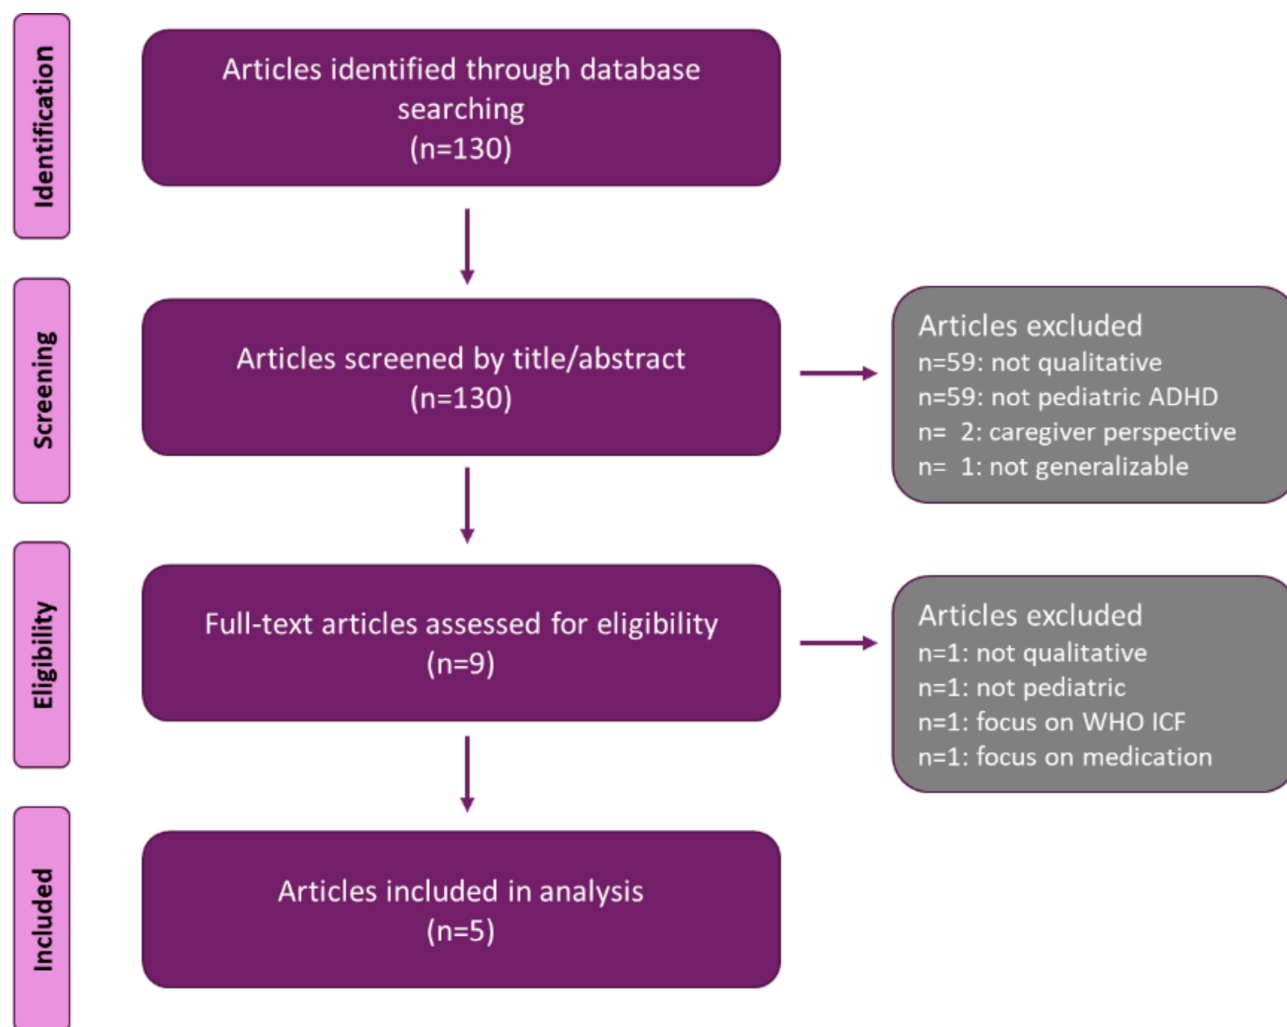 Identification
Articles identified through database
searching
(n=130)
Screening
Articles screened by title/abstract
(n=130)
Articles excluded
n=59: not qualitative
n=59: not pediatric ADHD
n= 2: caregiver perspective
n= 1: not generalizable
Eligibility
Full-text articles assessed for eligibility
(n=9)
Articles excluded
n=1: not qualitative
n=1: not pediatric
n=1: focus on WHO ICF
n=1: focus on medication
Included
Articles included in analysis
(n=5)